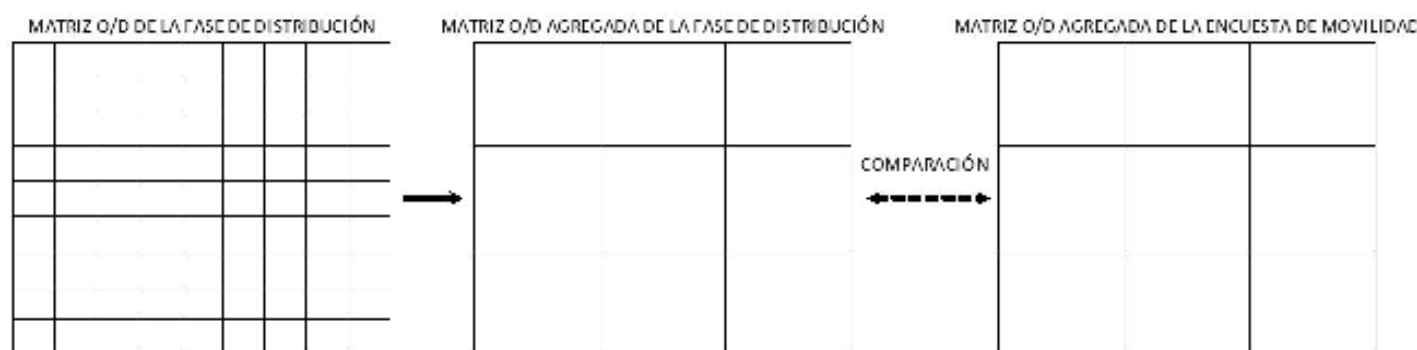 MATRIZ O/D DE LA FASE DE DISTRIBUCIÓN
MATRIZ O/D AGREGADA DE LA FASE DE DISTRIBUCIÓN
MATRIZ O/D AGREGADA DE LA ENCUESTA DE MOVILIDAD
COMPARACIÓN